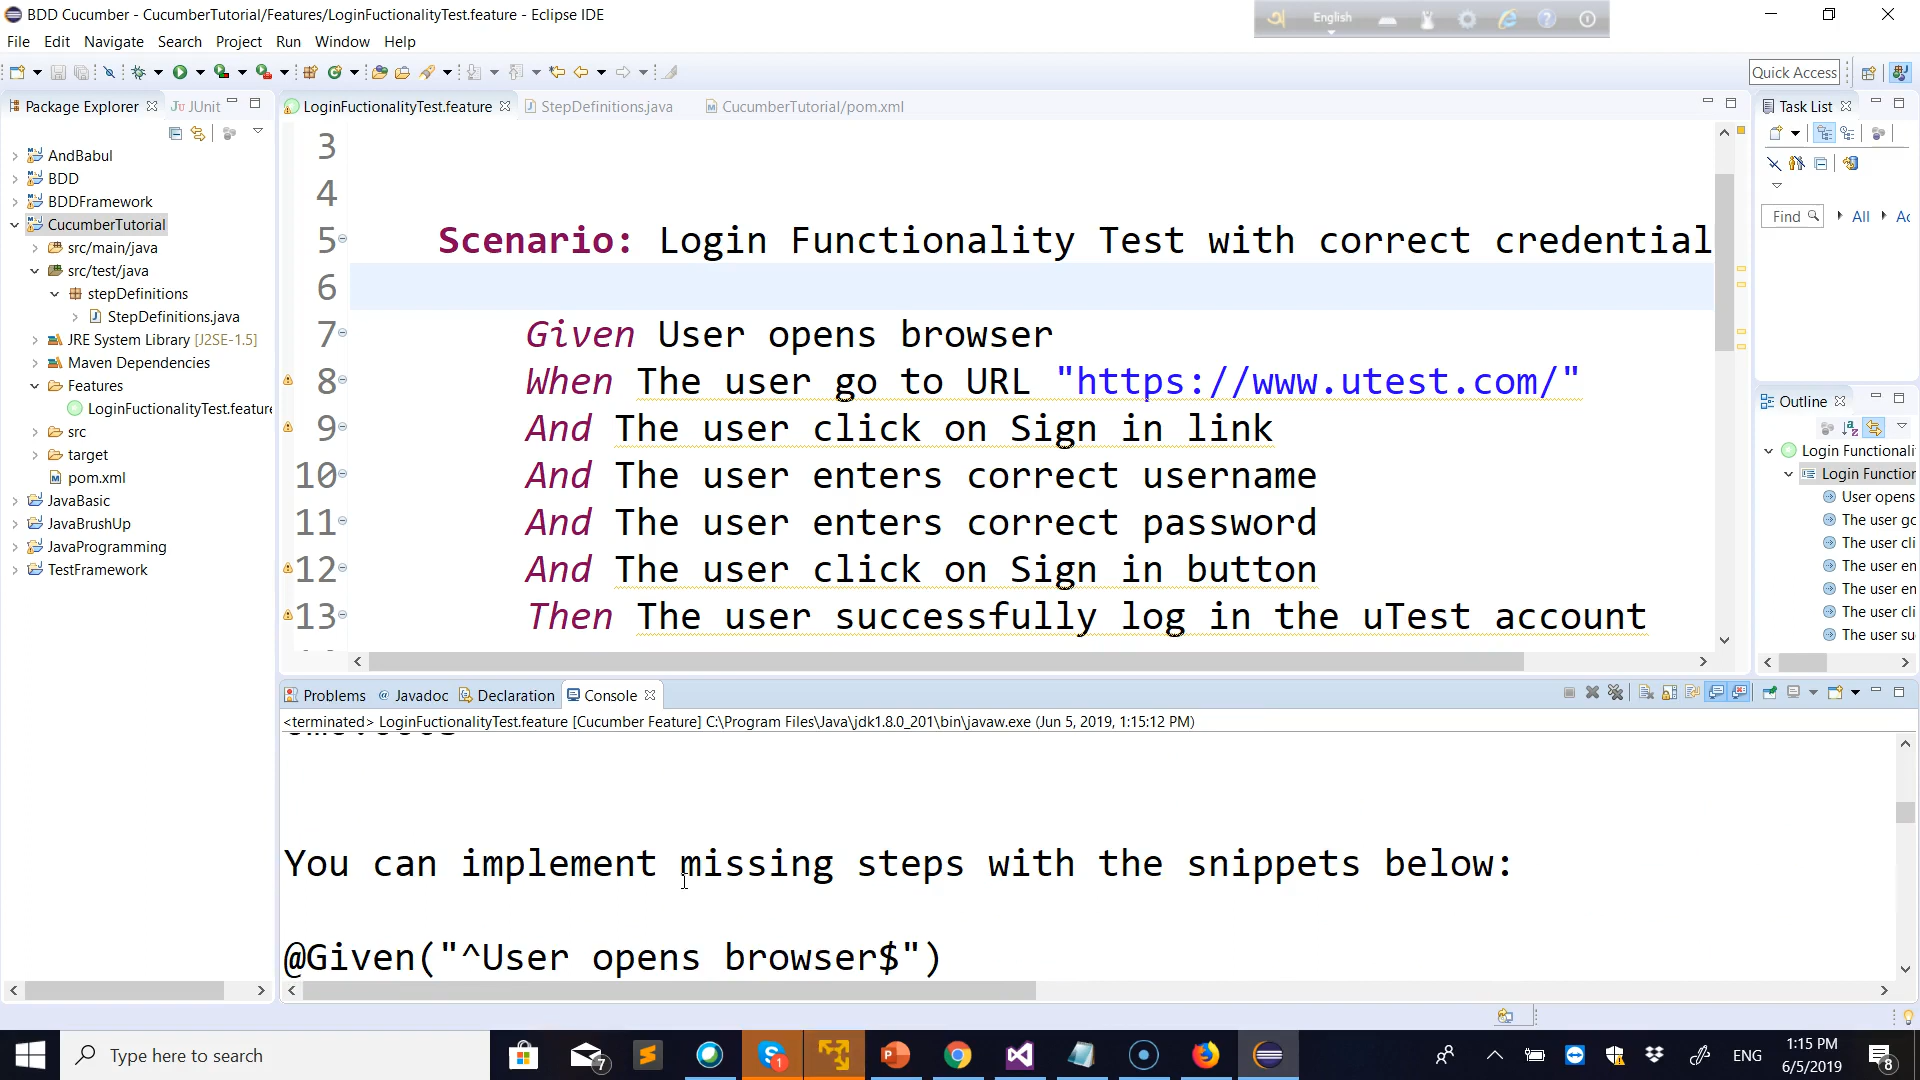 BDD Cucumber - CucumberTutorial/Features/LoginFuctionalityTest.feature - Eclipse IDE
English
File Edit Navigate Search Project Run Window Help
Quick Access
Package Explorer JUnit
LoginFuctionalityTest.feature StepDefinitions.java CucumberTutorial/pom.xml
Task List
AndBabul
BDD
BDDFramework
CucumberTutorial
src/main/java
src/test/java
stepDefinitions
StepDefinitions.java
JRE System Library [J2SE-1.5]
Maven Dependencies
Features
LoginFuctionalityTest.feature
src
target
pom.xml
JavaBasic
JavaBrushUp
JavaProgramming
TestFramework
3
4
5 Scenario: Login Functionality Test with correct credential
6
7 Given User opens browser
8 When The user go to URL "https://www.utest.com/"
9 And The user click on Sign in link
10 And The user enters correct username
11 And The user enters correct password
12 And The user click on Sign in button
13 Then The user successfully log in the uTest account
Find All Ac
Outline
Login Functionali
Login Function
User opens
The user go
The user cli
The user en
The user en
The user cli
The user su
Problems @ Javadoc Declaration Console
<terminated> LoginFuctionalityTest.feature [Cucumber Feature] C:\Program Files\Java\jdk1.8.0_201\bin\javaw.exe (Jun 5, 2019, 1:15:12 PM)
You can implement missing steps with the snippets below:
@Given("^User opens browser$")
Type here to search
7
1
ENG
1:15 PM
6/5/2019
8